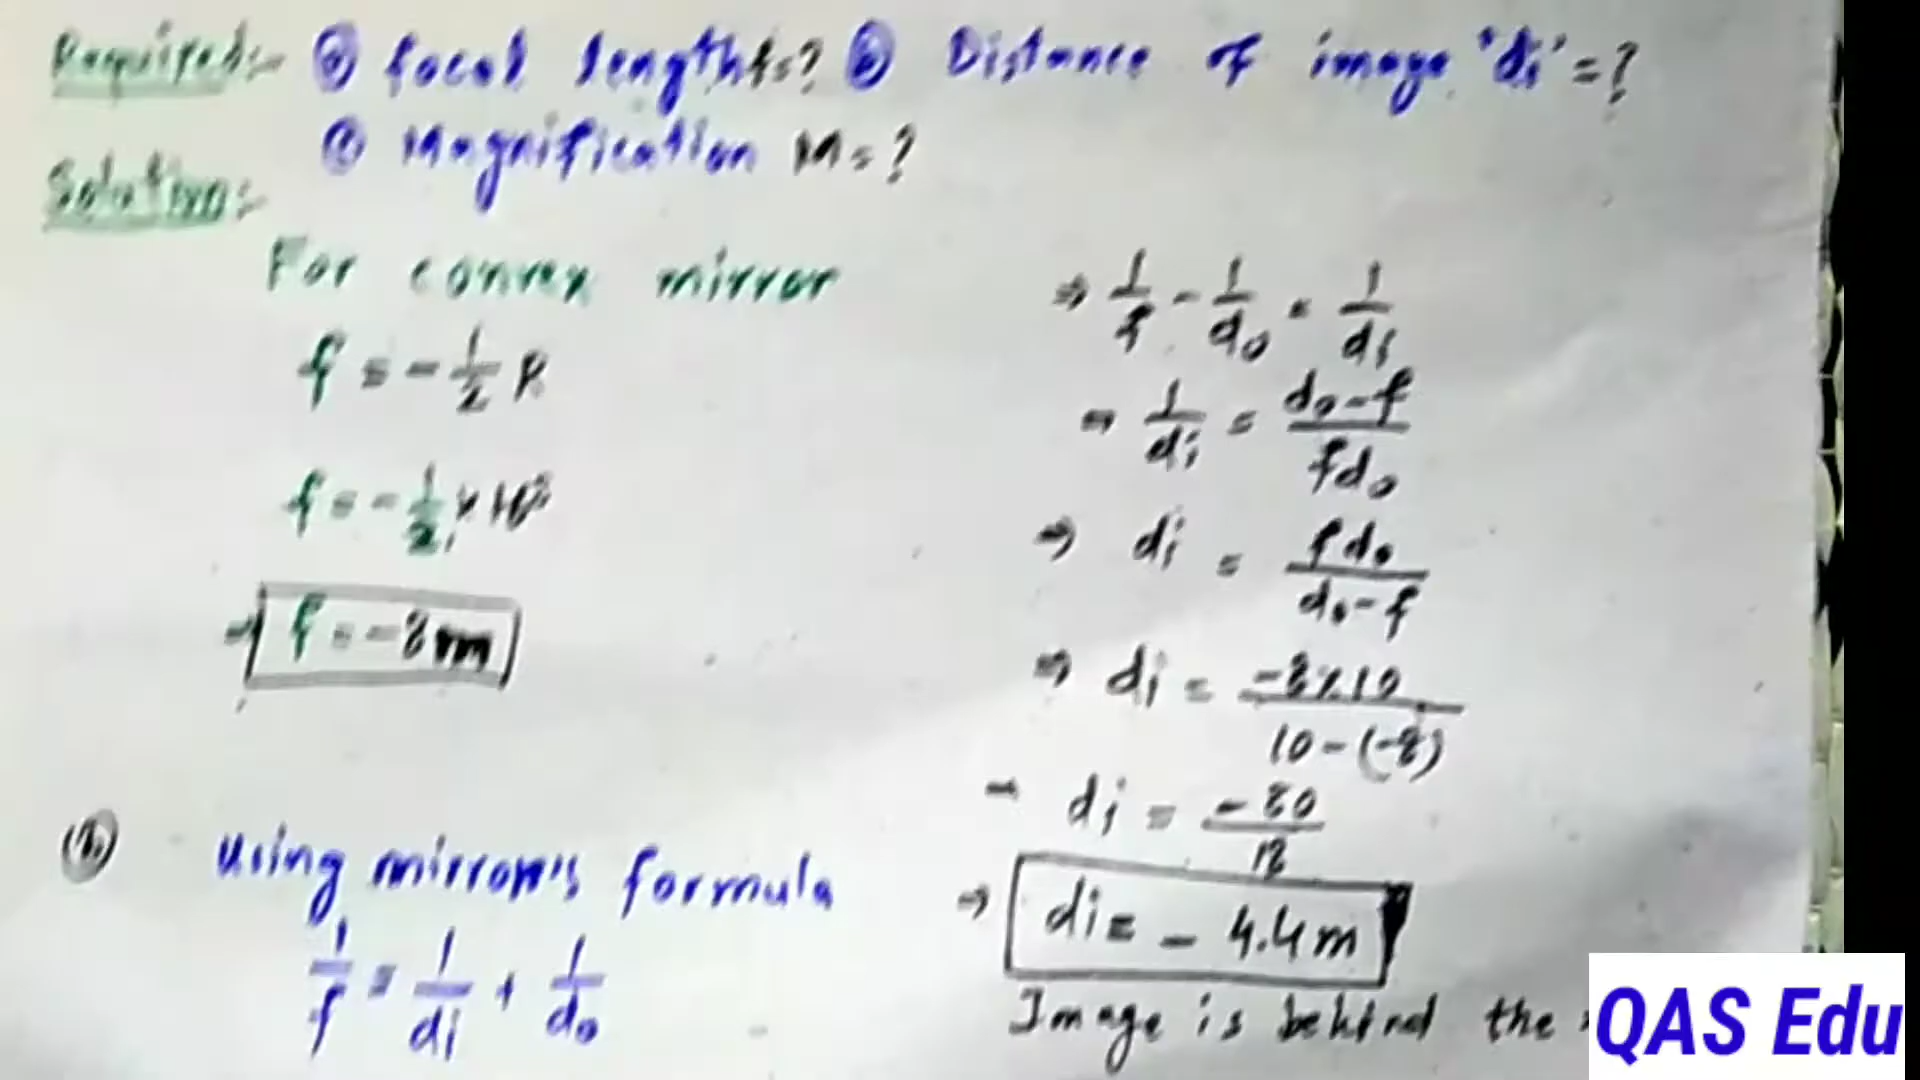 Required:- ⓐ focal length f=? ⓑ Distance of image 'di'=?
ⓒ Magnification M=?
Solution:-
For convex mirror
f = - 1/2 R
f = - 1/2 × 16
⇒ f = -8m
(b) Using mirror's formula
1/f = 1/di + 1/do
⇒ 1/f - 1/do = 1/di
⇒ 1/di = do-f / fdo
⇒ di = fdo / do-f
⇒ di = -8×10 / 10-(-8)
⇒ di = -80 / 18
⇒ di = - 4.4m
Image is behind the
QAS Edu